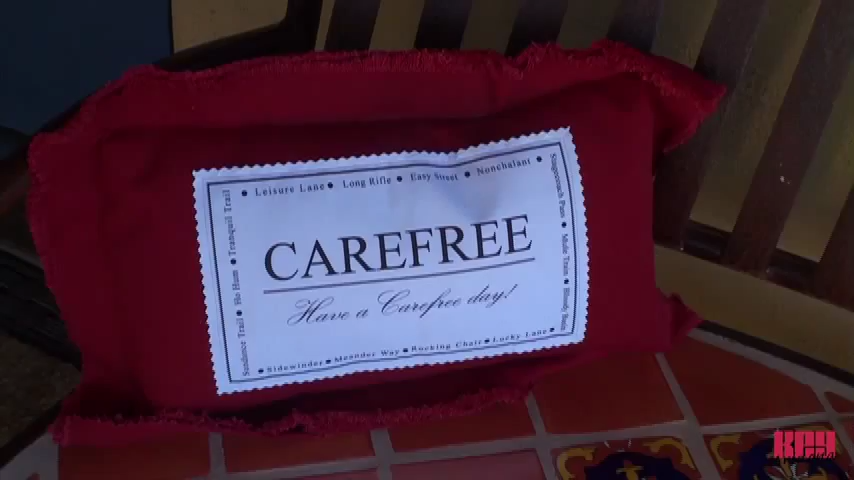 ● Leisure Lane ● Long Rifle ● Easy Street ● Nonchalant ●
Stagecoach Pass ● Mule Train ● Bloody Basin
Sundance Trail ● Ho Hum ● Tranquil Trail
CAREFREE
Have a Carefree day!
● Sidewinder ● Meander Way ● Rocking Chair ● Lucky Lane ●